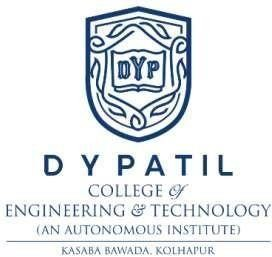 DYP
D Y PATIL
COLLEGE of
ENGINEERING & TECHNOLOGY
(AN AUTONOMOUS INSTITUTE)
KASABA BAWADA, KOLHAPUR